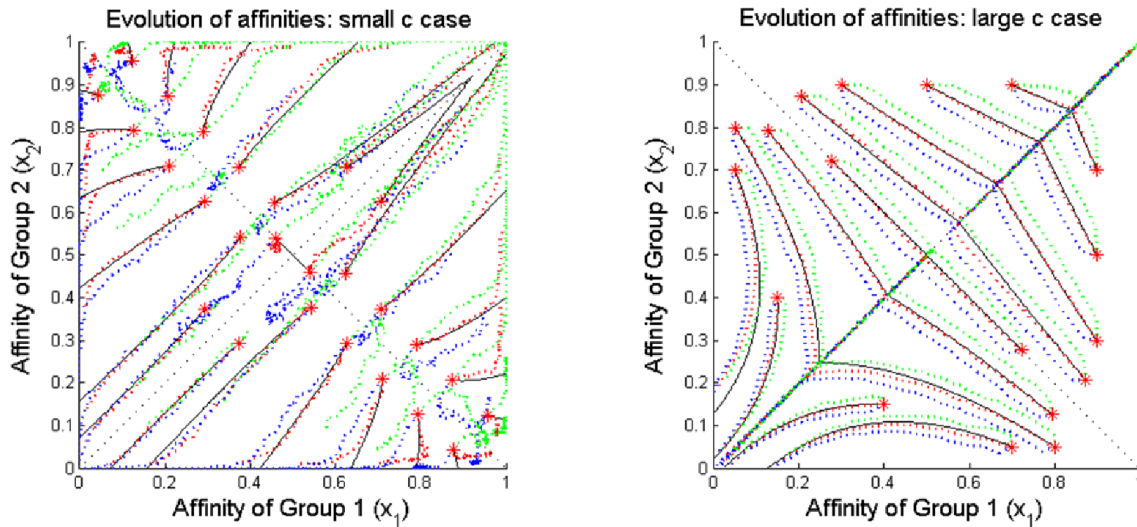 Evolution of affinities: small c case
1
0.9
0.8
0.7
0.6
0.5
0.4
0.3
0.2
0.1
0
0 0.2 0.4 0.6 0.8 1
Affinity of Group 2 (x2)
Affinity of Group 1 (x1)
Evolution of affinities: large c case
1
0.9
0.8
0.7
0.6
0.5
0.4
0.3
0.2
0.1
0
0 0.2 0.4 0.6 0.8 1
Affinity of Group 2 (x2)
Affinity of Group 1 (x1)